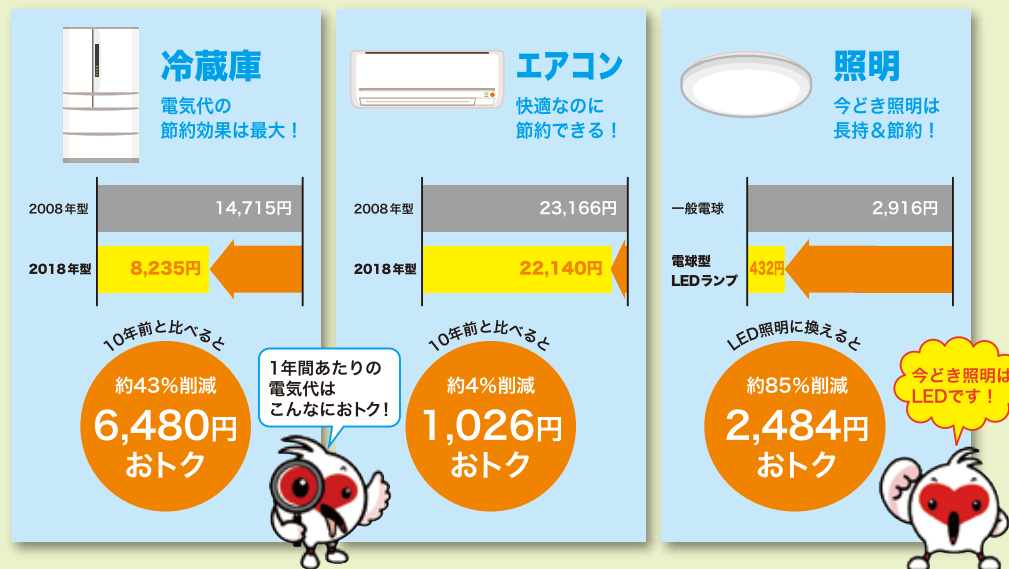 冷蔵庫
電気代の
節約効果は最大！
2008年型
14,715円
2018年型
8,235円
10年前と比べると
約43%削減
6,480円
おトク
1年間あたりの
電気代は
こんなにおトク！
エアコン
快適なのに
節約できる！
2008年型
23,166円
2018年型
22,140円
10年前と比べると
約4%削減
1,026円
おトク
照明
今どき照明は
長持＆節約！
一般電球
2,916円
電球型
LEDランプ
432円
LED照明に換えると
約85%削減
2,484円
おトク
今どき照明は
LEDです！